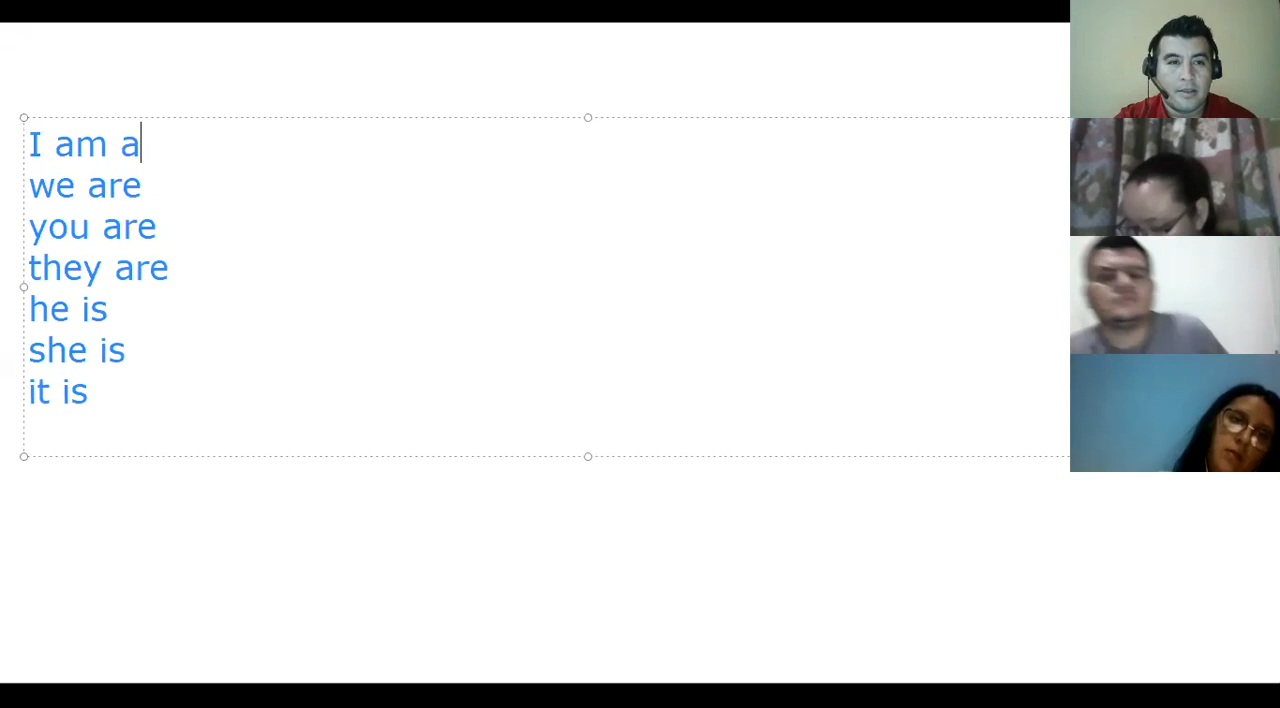 I am a
we are
you are
they are
he is
she is
it is